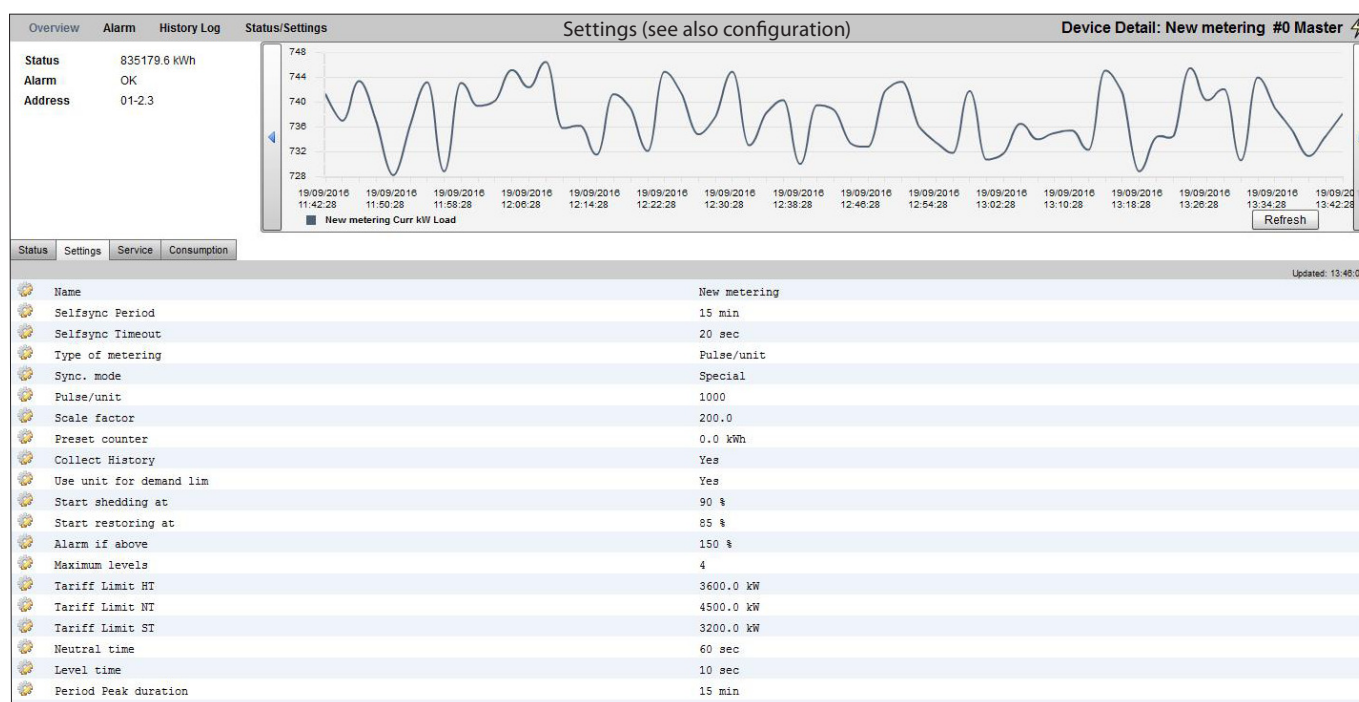 Overview Alarm History Log Status/Settings Settings (see also configuration) Device Detail: New metering #0 Master
Status 835179.6 kWh
Alarm OK
Address 01-2.3
748
744
740
736
732
728
19/09/2016 19/09/2016 19/09/2016 19/09/2016 19/09/2016 19/09/2016 19/09/2016 19/09/2016 19/09/2016 19/09/2016 19/09/2016 19/09/2016 19/09/2016 19/09/2016 19/09/2016 19/09/20
11:42:28 11:50:28 11:58:28 12:06:28 12:14:28 12:22:28 12:30:28 12:38:28 12:46:28 12:54:28 13:02:28 13:10:28 13:18:28 13:26:28 13:34:28 13:42:28
New metering Curr kW Load
Refresh
Status Settings Service Consumption
Updated: 13:46:0
Name New metering
Selfsync Period 15 min
Selfsync Timeout 20 sec
Type of metering Pulse/unit
Sync. mode Special
Pulse/unit 1000
Scale factor 200.0
Preset counter 0.0 kWh
Collect History Yes
Use unit for demand lim Yes
Start shedding at 90 %
Start restoring at 85 %
Alarm if above 150 %
Maximum levels 4
Tariff Limit HT 3600.0 kW
Tariff Limit NT 4500.0 kW
Tariff Limit ST 3200.0 kW
Neutral time 60 sec
Level time 10 sec
Period Peak duration 15 min